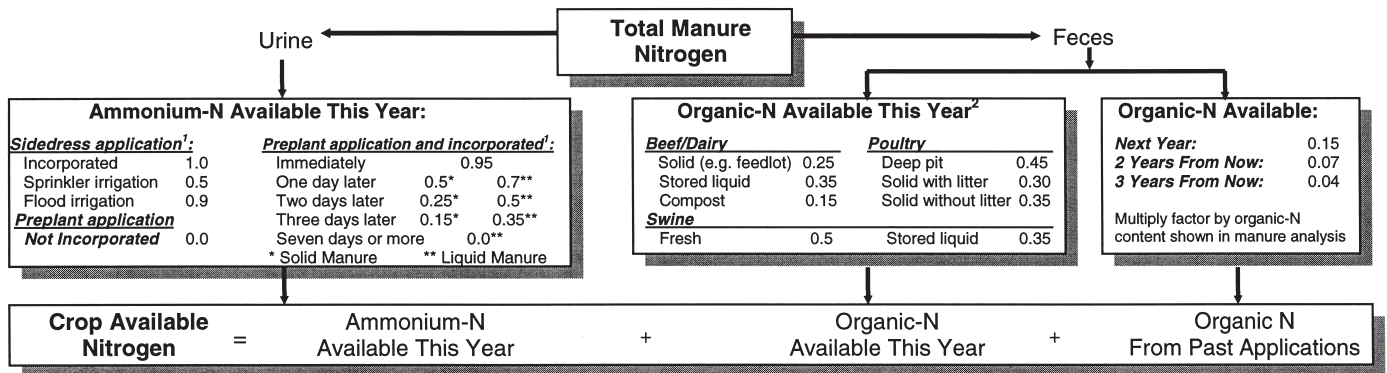 Total Manure
Nitrogen
Urine
Feces
Ammonium-N Available This Year:
Sidedress application1:
Incorporated 1.0
Sprinkler irrigation 0.5
Flood irrigation 0.9
Preplant application
Not Incorporated 0.0
Preplant application and incorporated1:
Immediately 0.95
One day later 0.5* 0.7**
Two days later 0.25* 0.5**
Three days later 0.15* 0.35**
Seven days or more 0.0**
* Solid Manure ** Liquid Manure
Organic-N Available This Year2
Beef/Dairy
Solid (e.g. feedlot) 0.25
Stored liquid 0.35
Compost 0.15
Poultry
Deep pit 0.45
Solid with litter 0.30
Solid without litter 0.35
Swine
Fresh 0.5 Stored liquid 0.35
Organic-N Available:
Next Year: 0.15
2 Years From Now: 0.07
3 Years From Now: 0.04
Multiply factor by organic-N
content shown in manure analysis
Crop Available
Nitrogen
=
Ammonium-N
Available This Year
+
Organic-N
Available This Year
+
Organic N
From Past Applications